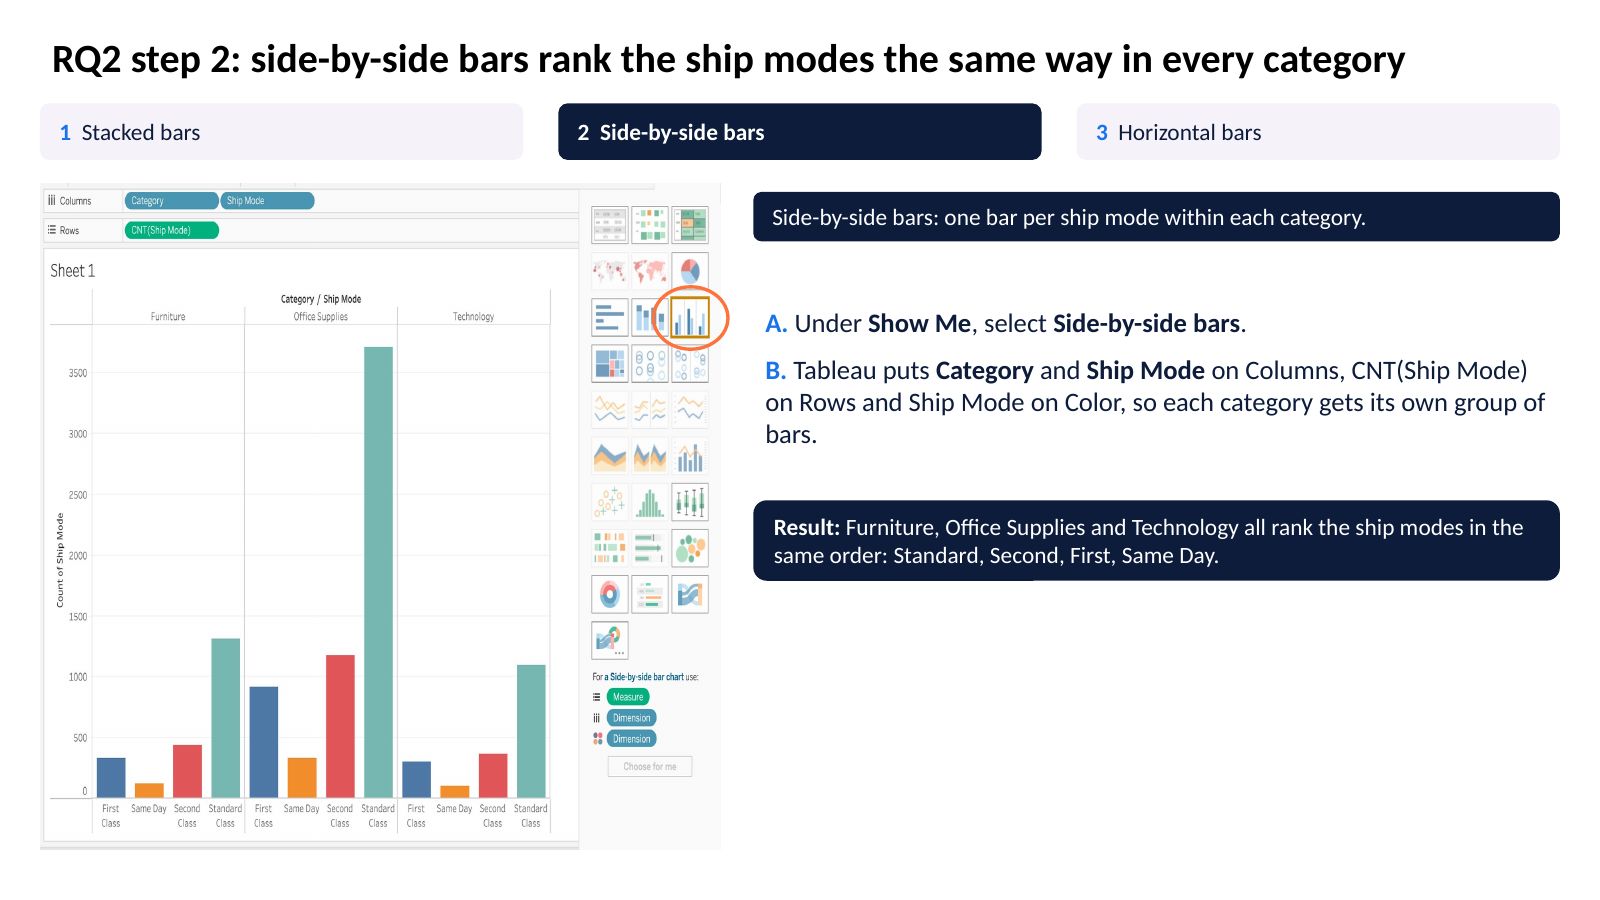 RQ2 step 2: side-by-side bars rank the ship modes the same way in every category
1 Stacked bars
2 Side-by-side bars
3 Horizontal bars
Columns
Category
Ship Mode
Rows
CNT(Ship Mode)
Sheet 1
Category / Ship Mode
Furniture
Office Supplies
Technology
Count of Ship Mode
3500
3000
2500
2000
1500
1000
500
0
First Class
Same Day
Second Class
Standard Class
First Class
Same Day
Second Class
Standard Class
First Class
Same Day
Second Class
Standard Class
For a Side-by-side bar chart use:
Measure
Dimension
Dimension
Choose for me
Side-by-side bars: one bar per ship mode within each category.
A. Under Show Me, select Side-by-side bars.
B. Tableau puts Category and Ship Mode on Columns, CNT(Ship Mode)
on Rows and Ship Mode on Color, so each category gets its own group of
bars.
Result: Furniture, Office Supplies and Technology all rank the ship modes in the
same order: Standard, Second, First, Same Day.